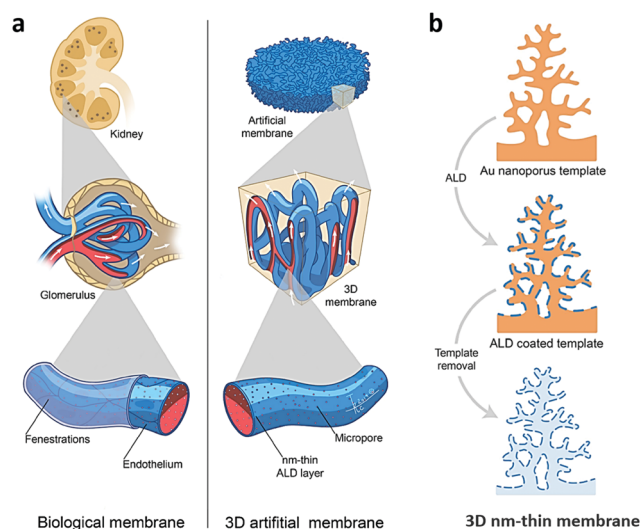 a
Kidney
Glomerulus
Fenestrations
Endothelium
Biological membrane
Artificial
membrane
3D
membrane
Micropore
nm-thin
ALD layer
3D artifitial membrane
b
Au nanoporus template
ALD
ALD coated template
Template
removal
3D nm-thin membrane